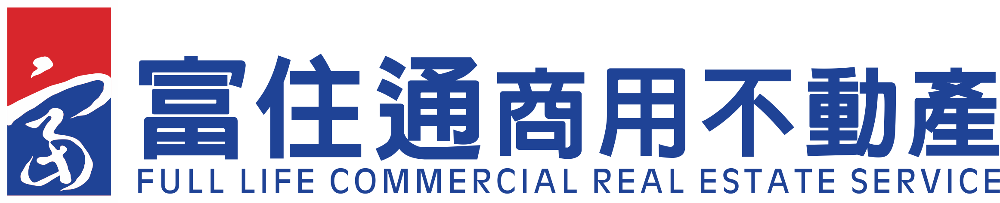 富住通商用不動產
FULL LIFE COMMERCIAL REAL ESTATE SERVICE